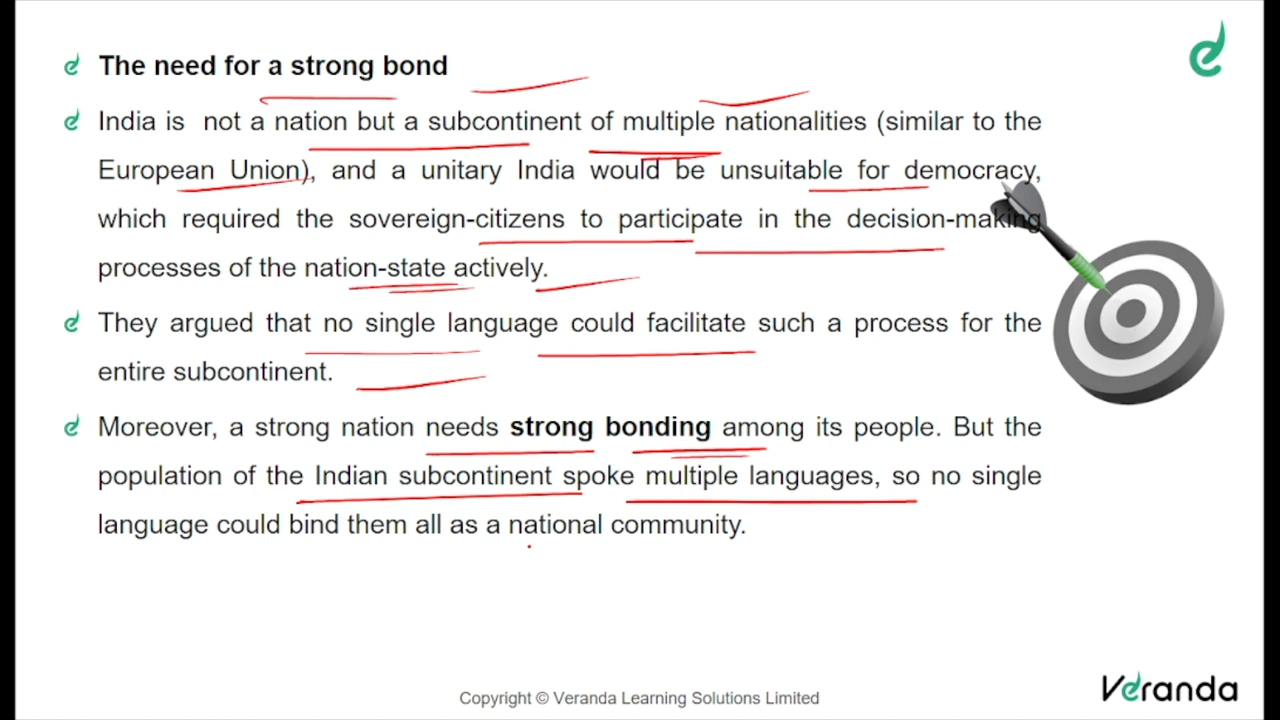 The need for a strong bond
India is not a nation but a subcontinent of multiple nationalities (similar to the
European Union), and a unitary India would be unsuitable for democracy,
which required the sovereign-citizens to participate in the decision-making
processes of the nation-state actively.
They argued that no single language could facilitate such a process for the
entire subcontinent.
Moreover, a strong nation needs strong bonding among its people. But the
population of the Indian subcontinent spoke multiple languages, so no single
language could bind them all as a national community.
Copyright © Veranda Learning Solutions Limited
Veranda